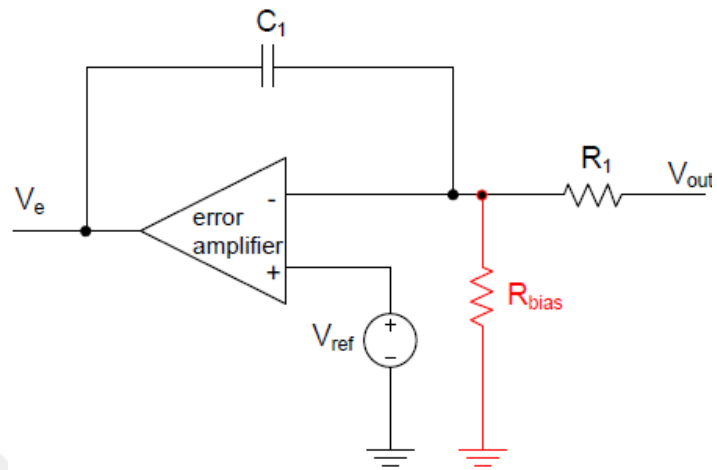 C1
R1
Ve
Vout
error
amplifier
-
+
Rbias
Vref
+
–